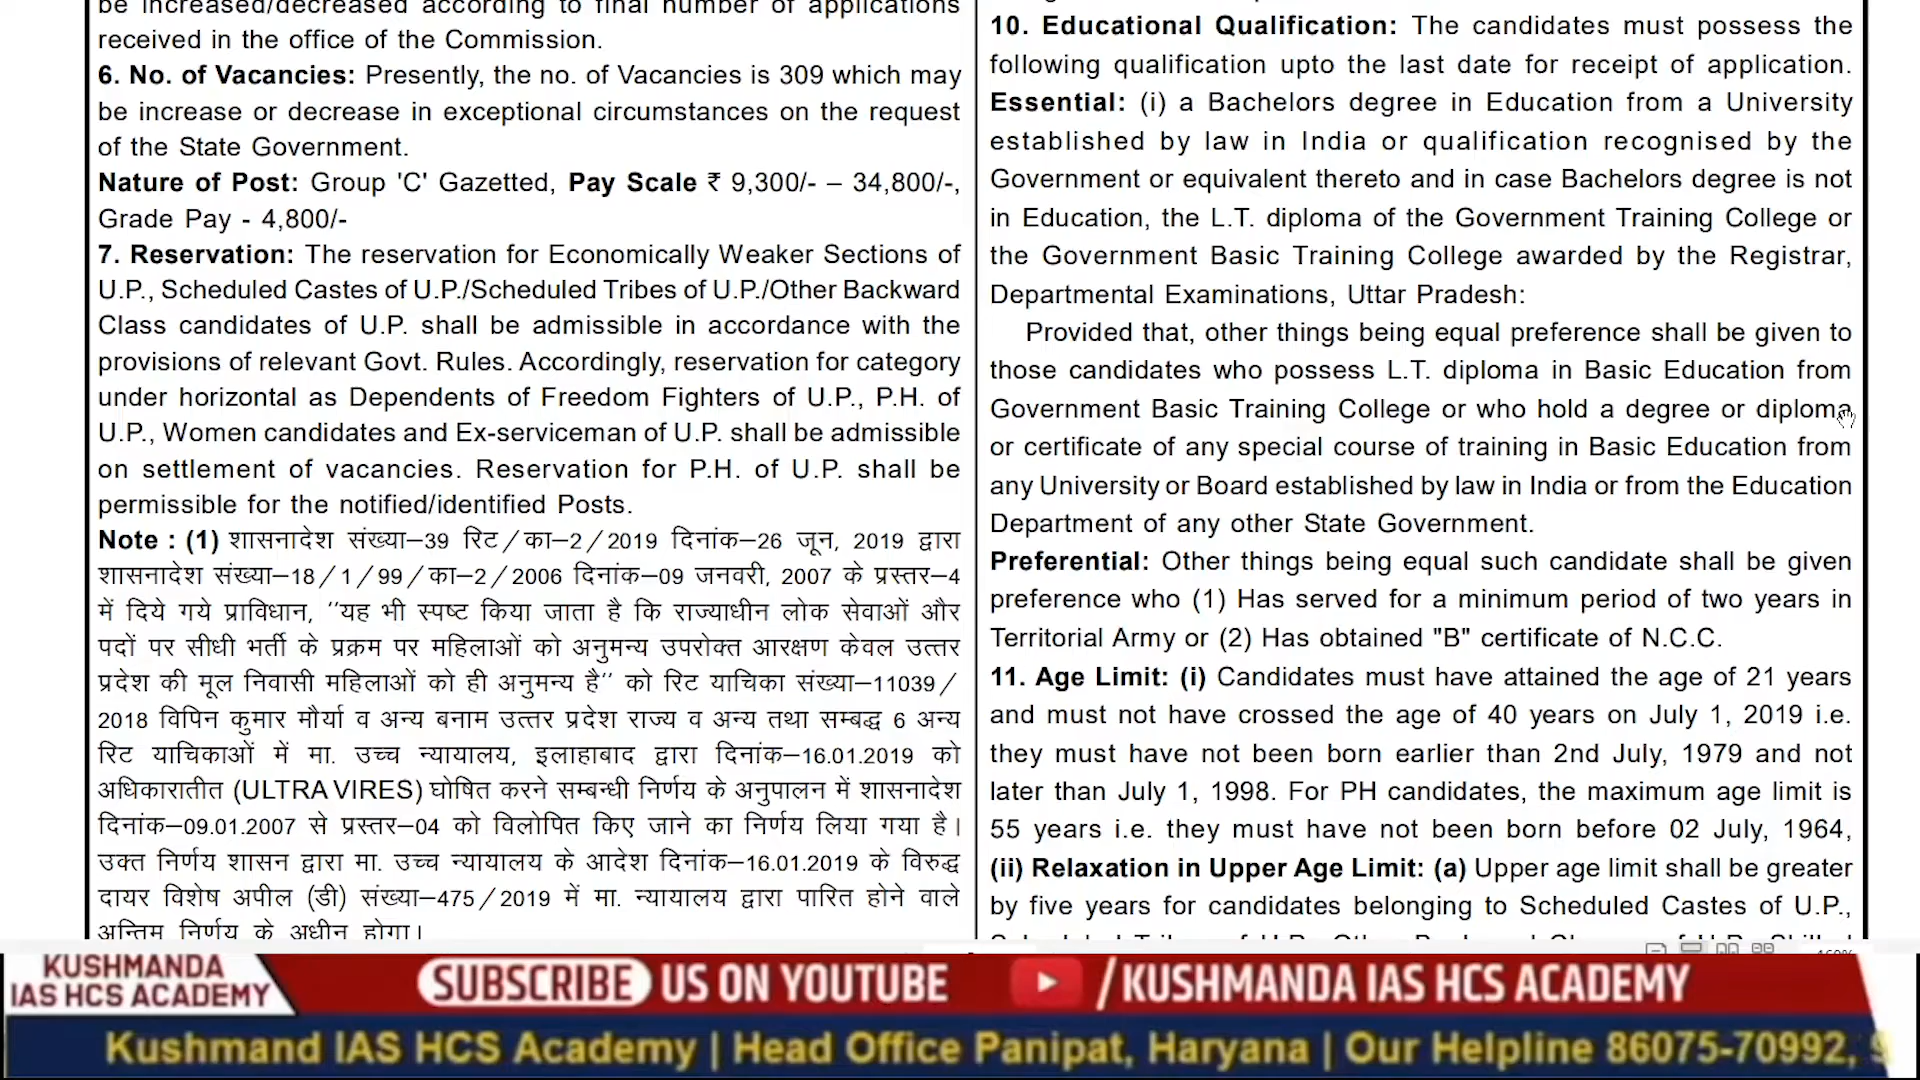 be increased/decreased according to final number of applications
received in the office of the Commission.
6. No. of Vacancies: Presently, the no. of Vacancies is 309 which may
be increase or decrease in exceptional circumstances on the request
of the State Government.
Nature of Post: Group 'C' Gazetted, Pay Scale ₹ 9,300/- – 34,800/-,
Grade Pay - 4,800/-
7. Reservation: The reservation for Economically Weaker Sections of
U.P., Scheduled Castes of U.P./Scheduled Tribes of U.P./Other Backward
Class candidates of U.P. shall be admissible in accordance with the
provisions of relevant Govt. Rules. Accordingly, reservation for category
under horizontal as Dependents of Freedom Fighters of U.P., P.H. of
U.P., Women candidates and Ex-serviceman of U.P. shall be admissible
on settlement of vacancies. Reservation for P.H. of U.P. shall be
permissible for the notified/identified Posts.
Note : (1) शासनादेश संख्या–39 रिट/का–2/2019 दिनांक–26 जून, 2019 द्वारा
शासनादेश संख्या–18/1/99/का–2/2006 दिनांक–09 जनवरी, 2007 के प्रस्तर–4
में दिये गये प्राविधान, ''यह भी स्पष्ट किया जाता है कि राज्याधीन लोक सेवाओं और
पदों पर सीधी भर्ती के प्रक्रम पर महिलाओं को अनुमन्य उपरोक्त आरक्षण केवल उत्तर
प्रदेश की मूल निवासी महिलाओं को ही अनुमन्य है'' को रिट याचिका संख्या–11039/
2018 विपिन कुमार मौर्या व अन्य बनाम उत्तर प्रदेश राज्य व अन्य तथा सम्बद्ध 6 अन्य
रिट याचिकाओं में मा. उच्च न्यायालय, इलाहाबाद द्वारा दिनांक–16.01.2019 को
अधिकारातीत (ULTRA VIRES) घोषित करने सम्बन्धी निर्णय के अनुपालन में शासनादेश
दिनांक–09.01.2007 से प्रस्तर–04 को विलोपित किए जाने का निर्णय लिया गया है।
उक्त निर्णय शासन द्वारा मा. उच्च न्यायालय के आदेश दिनांक–16.01.2019 के विरुद्ध
दायर विशेष अपील (डी) संख्या–475/2019 में मा. न्यायालय द्वारा पारित होने वाले
अन्तिम निर्णय के अधीन होगा।
10. Educational Qualification: The candidates must possess the
following qualification upto the last date for receipt of application.
Essential: (i) a Bachelors degree in Education from a University
established by law in India or qualification recognised by the
Government or equivalent thereto and in case Bachelors degree is not
in Education, the L.T. diploma of the Government Training College or
the Government Basic Training College awarded by the Registrar,
Departmental Examinations, Uttar Pradesh:
Provided that, other things being equal preference shall be given to
those candidates who possess L.T. diploma in Basic Education from
Government Basic Training College or who hold a degree or diploma
or certificate of any special course of training in Basic Education from
any University or Board established by law in India or from the Education
Department of any other State Government.
Preferential: Other things being equal such candidate shall be given
preference who (1) Has served for a minimum period of two years in
Territorial Army or (2) Has obtained "B" certificate of N.C.C.
11. Age Limit: (i) Candidates must have attained the age of 21 years
and must not have crossed the age of 40 years on July 1, 2019 i.e.
they must have not been born earlier than 2nd July, 1979 and not
later than July 1, 1998. For PH candidates, the maximum age limit is
55 years i.e. they must have not been born before 02 July, 1964,
(ii) Relaxation in Upper Age Limit: (a) Upper age limit shall be greater
by five years for candidates belonging to Scheduled Castes of U.P.,
KUSHMANDA
IAS HCS ACADEMY
SUBSCRIBE US ON YOUTUBE /KUSHMANDA IAS HCS ACADEMY
Kushmand IAS HCS Academy | Head Office Panipat, Haryana | Our Helpline 86075-70992,